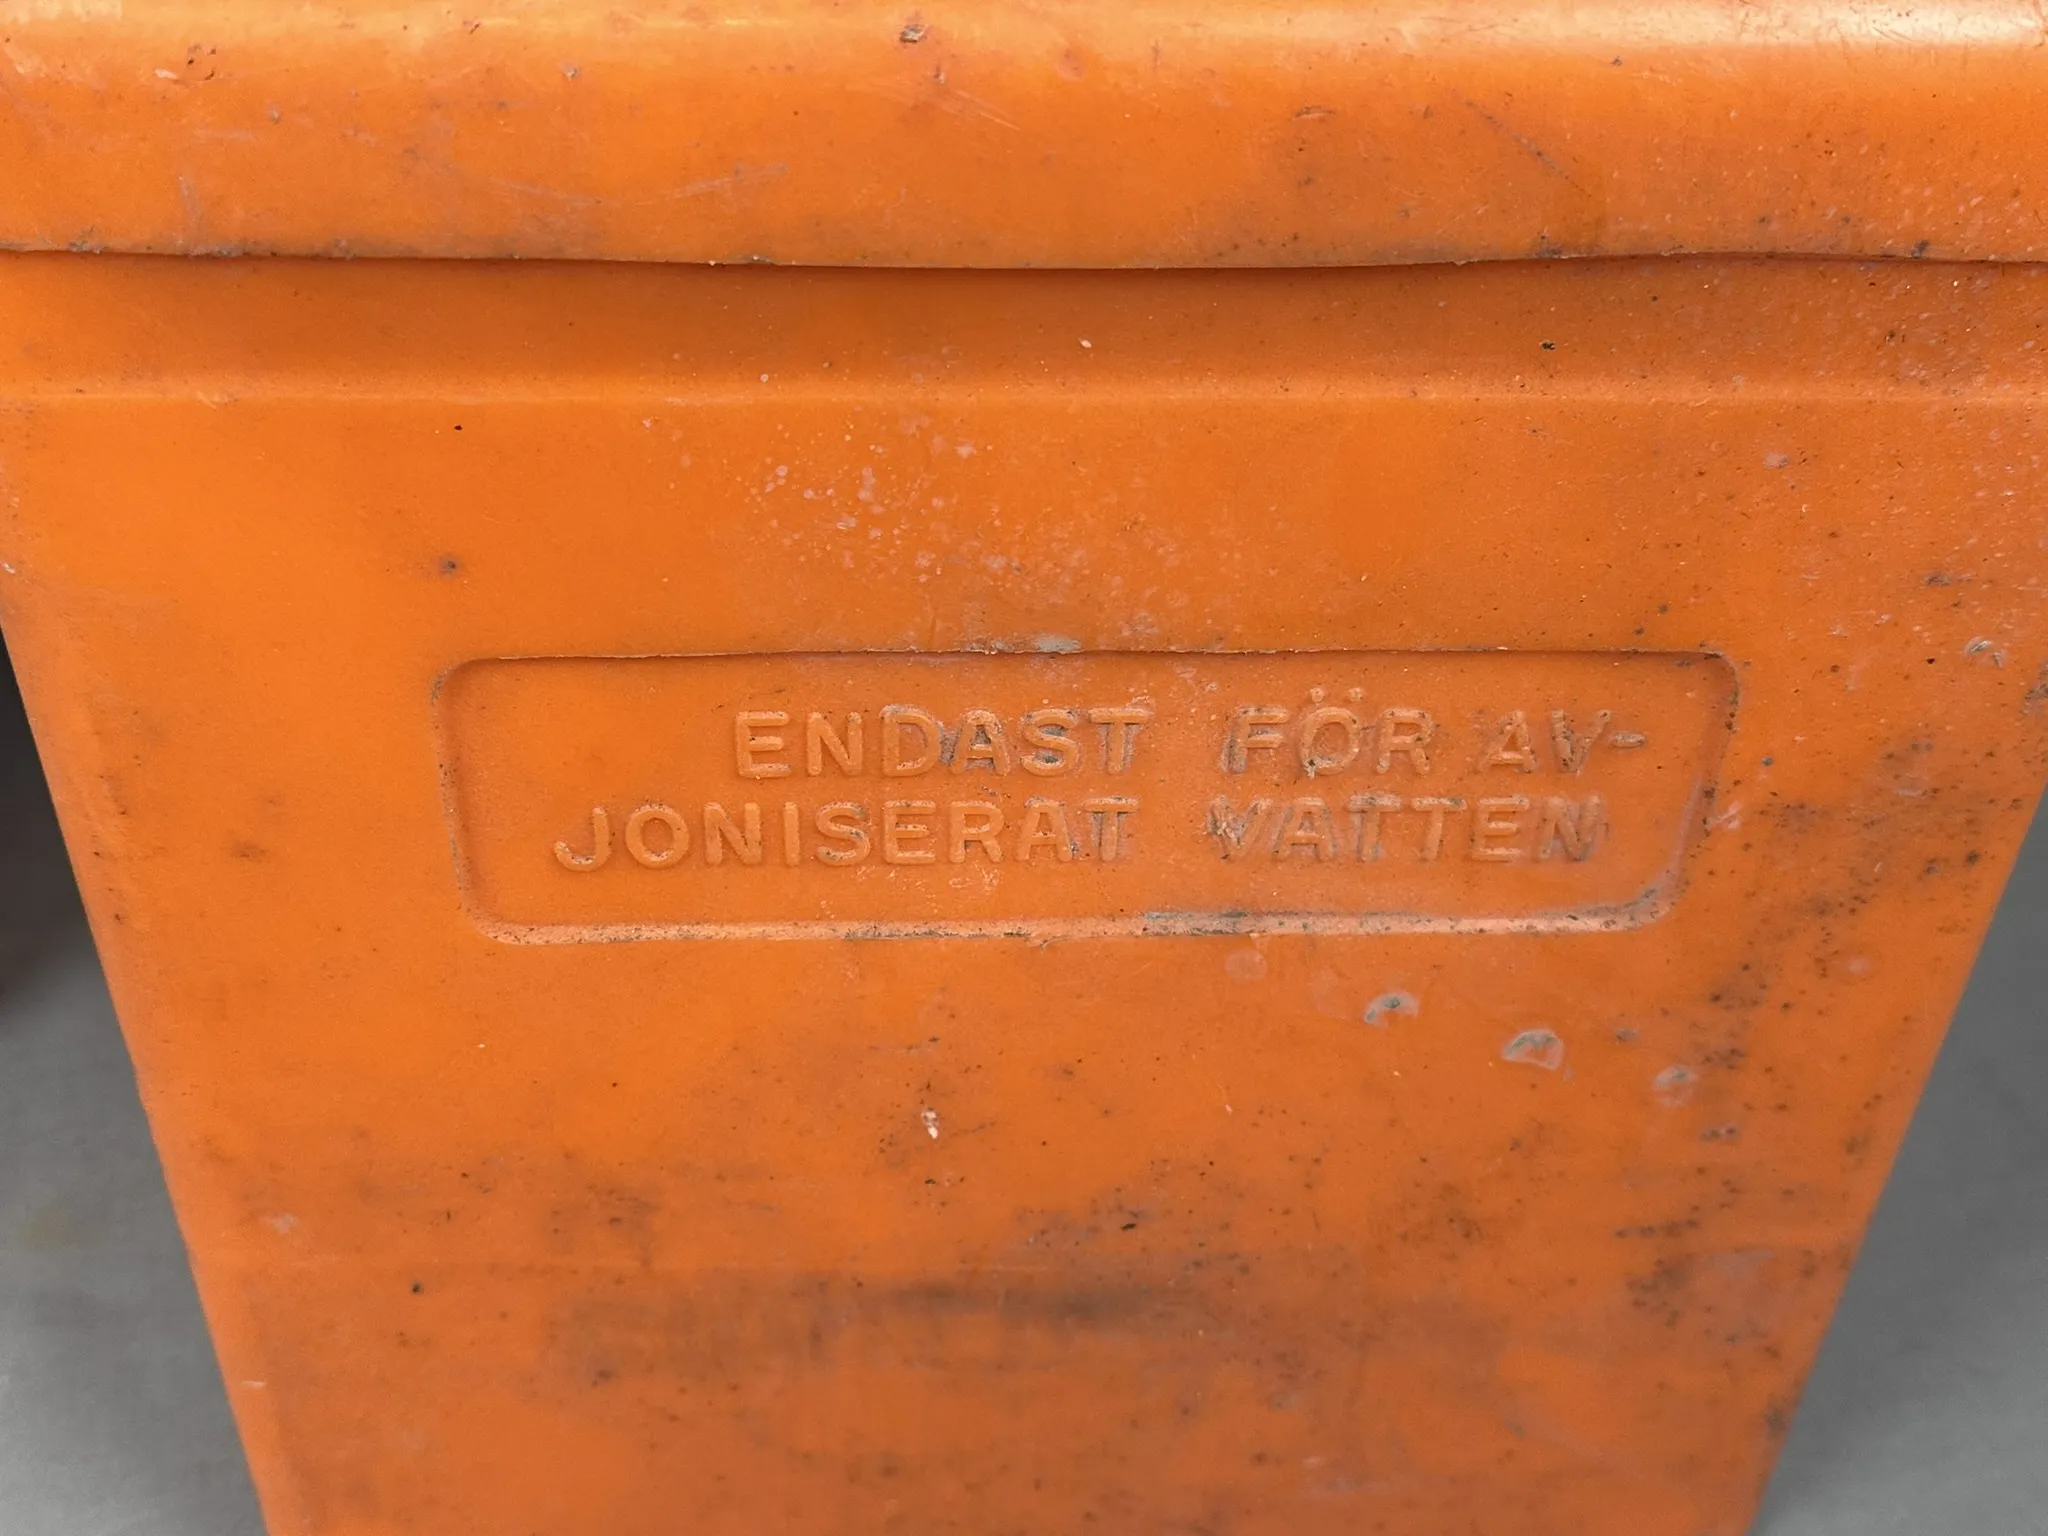 ENDAST FÖR AV-
JONISERAT VATTEN